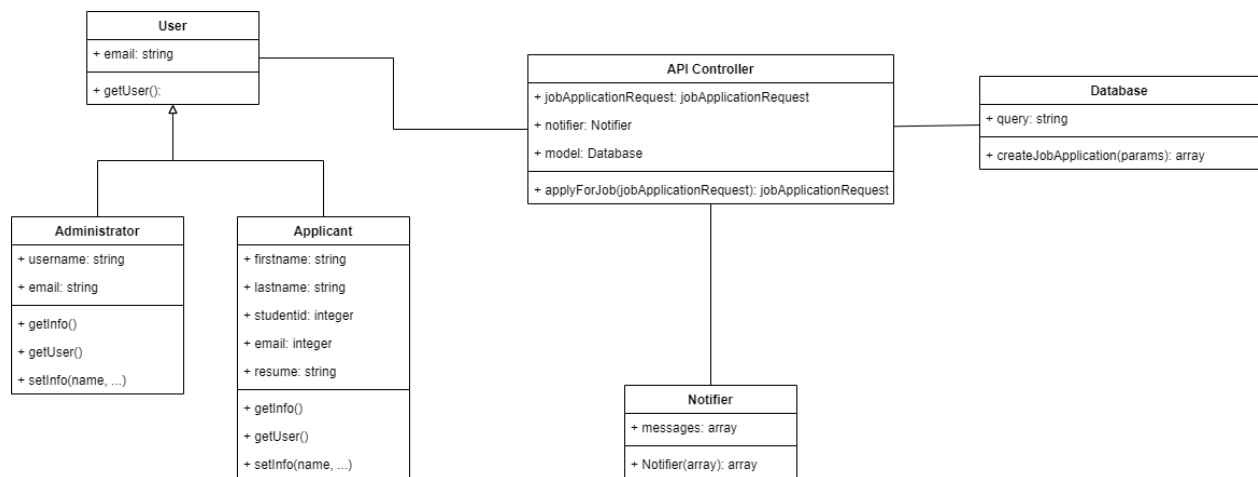 User
+ email: string
+ getUser():
API Controller
+ jobApplicationRequest: jobApplicationRequest
+ notifier: Notifier
+ model: Database
+ applyForJob(jobApplicationRequest): jobApplicationRequest
Database
+ query: string
+ createJobApplication(params): array
Administrator
+ username: string
+ email: string
+ getInfo()
+ getUser()
+ setInfo(name, ...)
Applicant
+ firstname: string
+ lastname: string
+ studentid: integer
+ email: integer
+ resume: string
+ getInfo()
+ getUser()
+ setInfo(name, ...)
Notifier
+ messages: array
+ Notifier(array): array